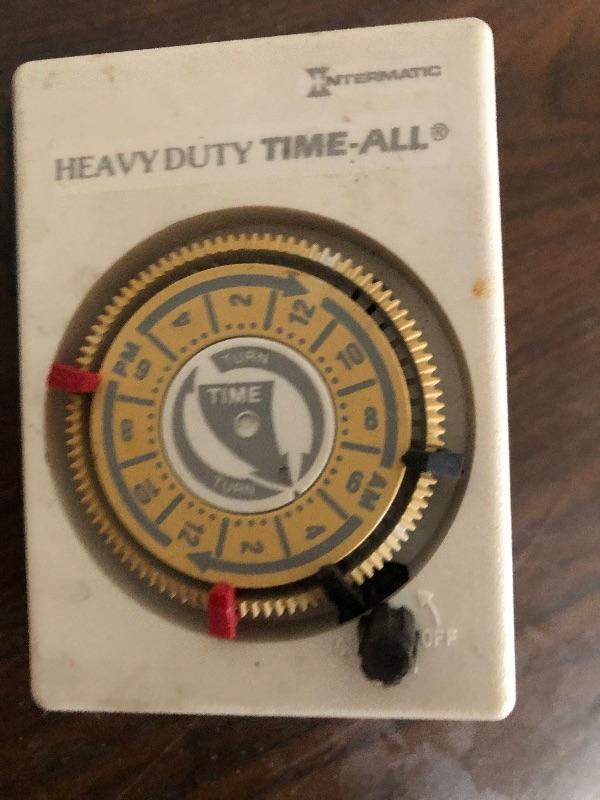 INTERMATIC
HEAVY DUTY TIME-ALL®
2
12
10
8
AM
6
4
2
12
10
8
6
PM
4
TURN
TIME
TURN
OFF